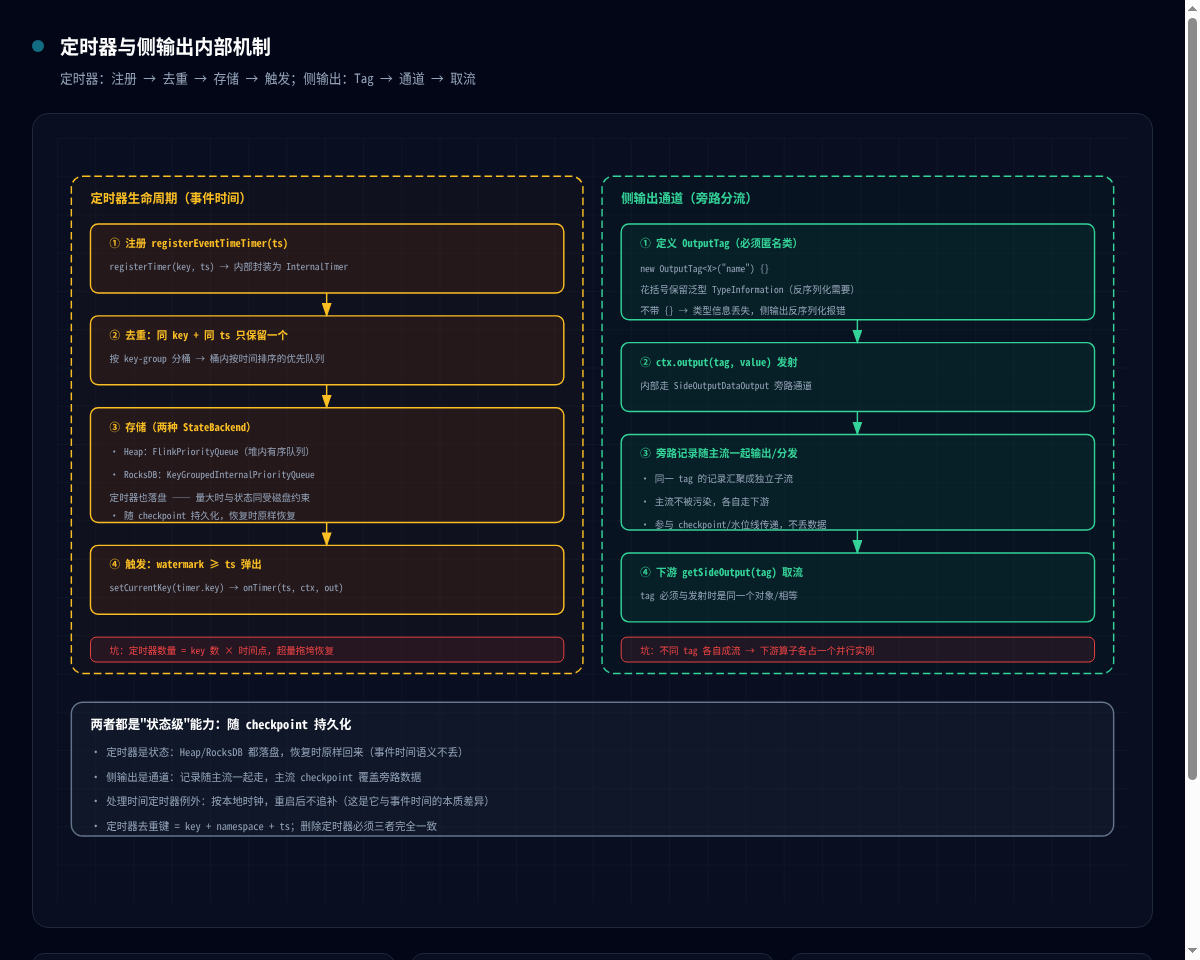 定时器与侧输出内部机制
定时器：注册 → 去重 → 存储 → 触发；侧输出：Tag → 通道 → 取流
定时器生命周期（事件时间）
① 注册 registerEventTimeTimer(ts)
registerTimer(key, ts) → 内部封装为 InternalTimer
② 去重：同 key + 同 ts 只保留一个
按 key-group 分桶 → 桶内按时间排序的优先队列
③ 存储（两种 StateBackend）
· Heap：FlinkPriorityQueue（堆内有序队列）
· RocksDB：KeyGroupedInternalPriorityQueue
定时器也落盘 —— 量大时与状态同受磁盘约束
· 随 checkpoint 持久化，恢复时原样恢复
④ 触发：watermark ≥ ts 弹出
setCurrentKey(timer.key) → onTimer(ts, ctx, out)
坑：定时器数量 = key 数 × 时间点，超量拖垮恢复
侧输出通道（旁路分流）
① 定义 OutputTag（必须匿名类）
new OutputTag<X>("name") {}
花括号保留泛型 TypeInformation（反序列化需要）
不带 {} → 类型信息丢失，侧输出反序列化报错
② ctx.output(tag, value) 发射
内部走 SideOutputDataOutput 旁路通道
③ 旁路记录随主流一起输出/分发
· 同一 tag 的记录汇聚成独立子流
· 主流不被污染，各自走下游
· 参与 checkpoint/水位线传递，不丢数据
④ 下游 getSideOutput(tag) 取流
tag 必须与发射时是同一个对象/相等
坑：不同 tag 各自成流 → 下游算子各占一个并行实例
两者都是"状态级"能力：随 checkpoint 持久化
· 定时器是状态：Heap/RocksDB 都落盘，恢复时原样回来（事件时间语义不丢）
· 侧输出是通道：记录随主流一起走，主流 checkpoint 覆盖旁路数据
· 处理时间定时器例外：按本地时钟，重启后不追补（这是它与事件时间的本质差异）
· 定时器去重键 = key + namespace + ts；删除定时器必须三者完全一致